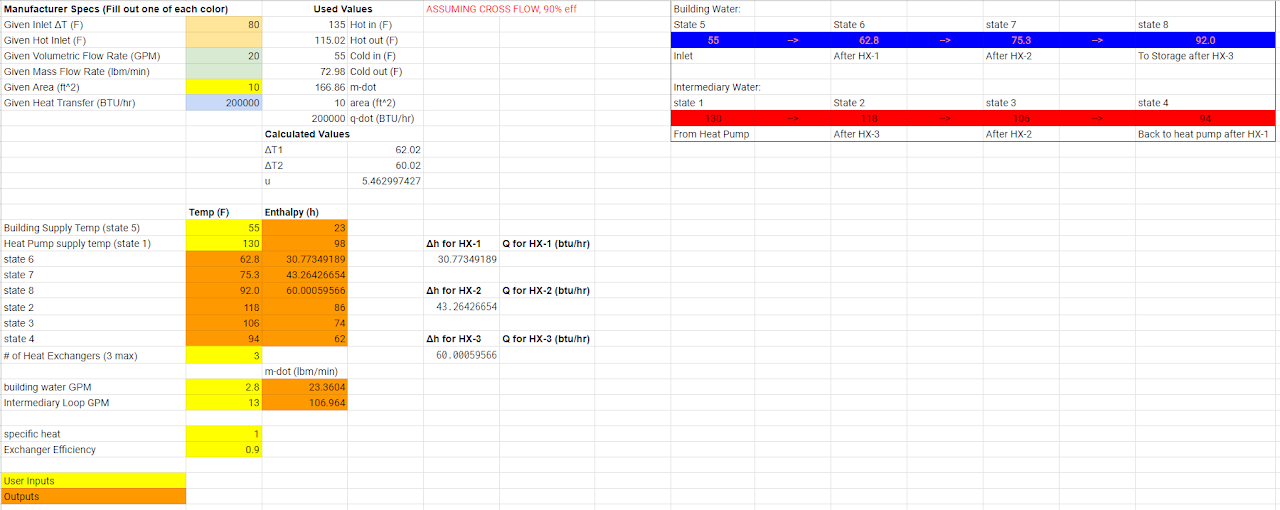 Manufacturer Specs (Fill out one of each color) Used Values ASSUMING CROSS FLOW, 90% eff Building Water:
Given Inlet ΔT (F) 80 135 Hot in (F) State 5 State 6 state 7 state 8
Given Hot Inlet (F) 115.02 Hot out (F) 55 --> 62.8 --> 75.3 --> 92.0
Given Volumetric Flow Rate (GPM) 20 55 Cold in (F) Inlet After HX-1 After HX-2 To Storage after HX-3
Given Mass Flow Rate (lbm/min) 72.98 Cold out (F)
Given Area (ft^2) 10 166.86 m-dot Intermediary Water:
Given Heat Transfer (BTU/hr) 200000 10 area (ft^2) state 1 State 2 state 3 state 4
200000 q-dot (BTU/hr) 130 --> 118 --> 106 --> 94
Calculated Values From Heat Pump After HX-3 After HX-2 Back to heat pump after HX-1
ΔT1 62.02
ΔT2 60.02
u 5.462997427
Temp (F) Enthalpy (h)
Building Supply Temp (state 5) 55 23
Heat Pump supply temp (state 1) 130 98 Δh for HX-1 Q for HX-1 (btu/hr)
state 6 62.8 30.77349189 30.77349189
state 7 75.3 43.26426654
state 8 92.0 60.00059566 Δh for HX-2 Q for HX-2 (btu/hr)
state 2 118 86 43.26426654
state 3 106 74
state 4 94 62 Δh for HX-3 Q for HX-3 (btu/hr)
# of Heat Exchangers (3 max) 3 60.00059566
m-dot (lbm/min)
building water GPM 2.8 23.3604
Intermediary Loop GPM 13 106.964
specific heat 1
Exchanger Efficiency 0.9
User Inputs
Outputs